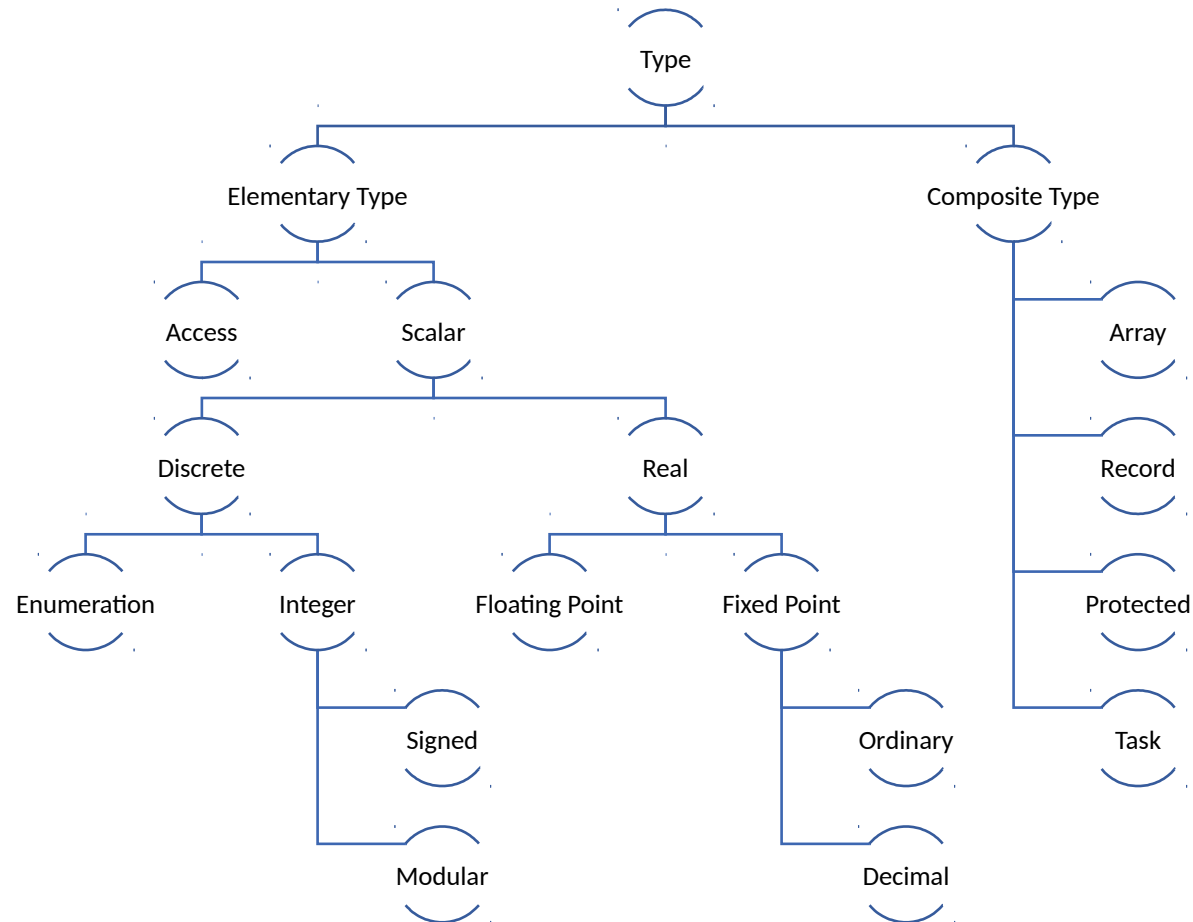 Type
Elementary Type
Composite Type
Access
Scalar
Array
Discrete
Real
Record
Enumeration
Integer
Floating Point
Fixed Point
Protected
Signed
Ordinary
Task
Modular
Decimal